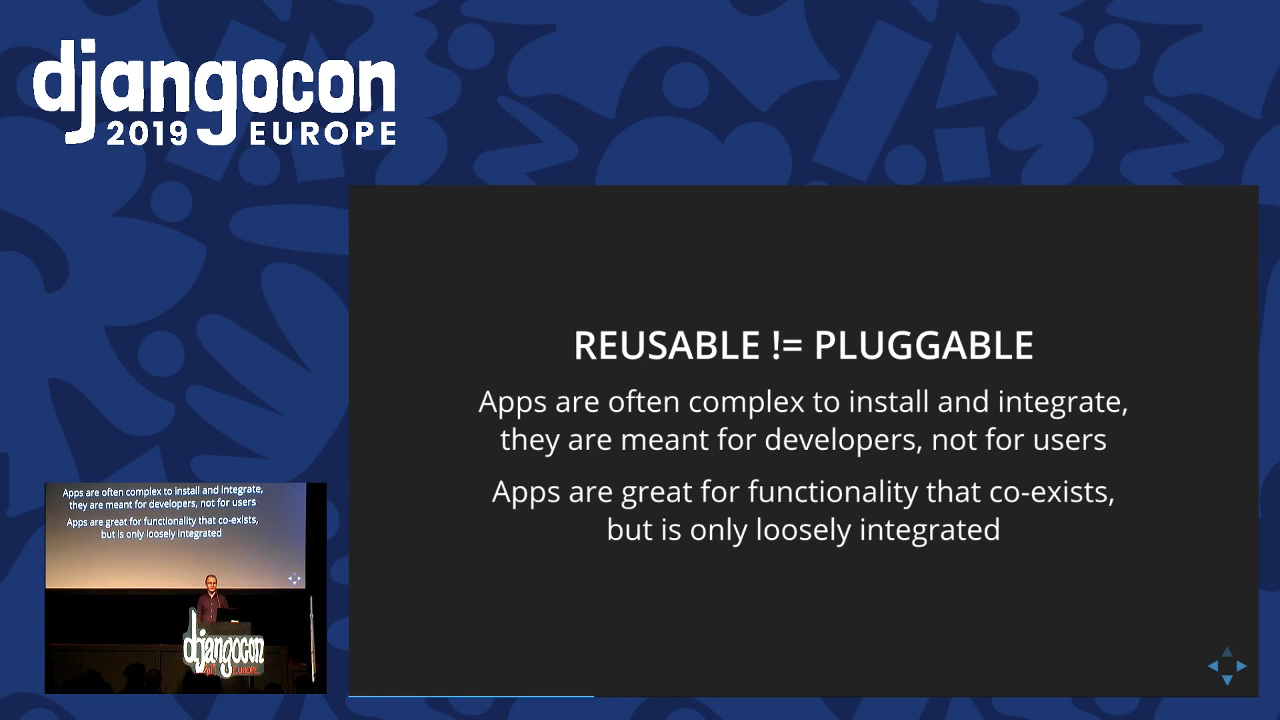 djangocon
2019 EUROPE
REUSABLE != PLUGGABLE
Apps are often complex to install and integrate,
they are meant for developers, not for users
Apps are great for functionality that co-exists,
but is only loosely integrated
Apps are often complex to install and integrate,
they are meant for developers, not for users
Apps are great for functionality that co-exists,
but is only loosely integrated
djangocon
2019 EUROPE